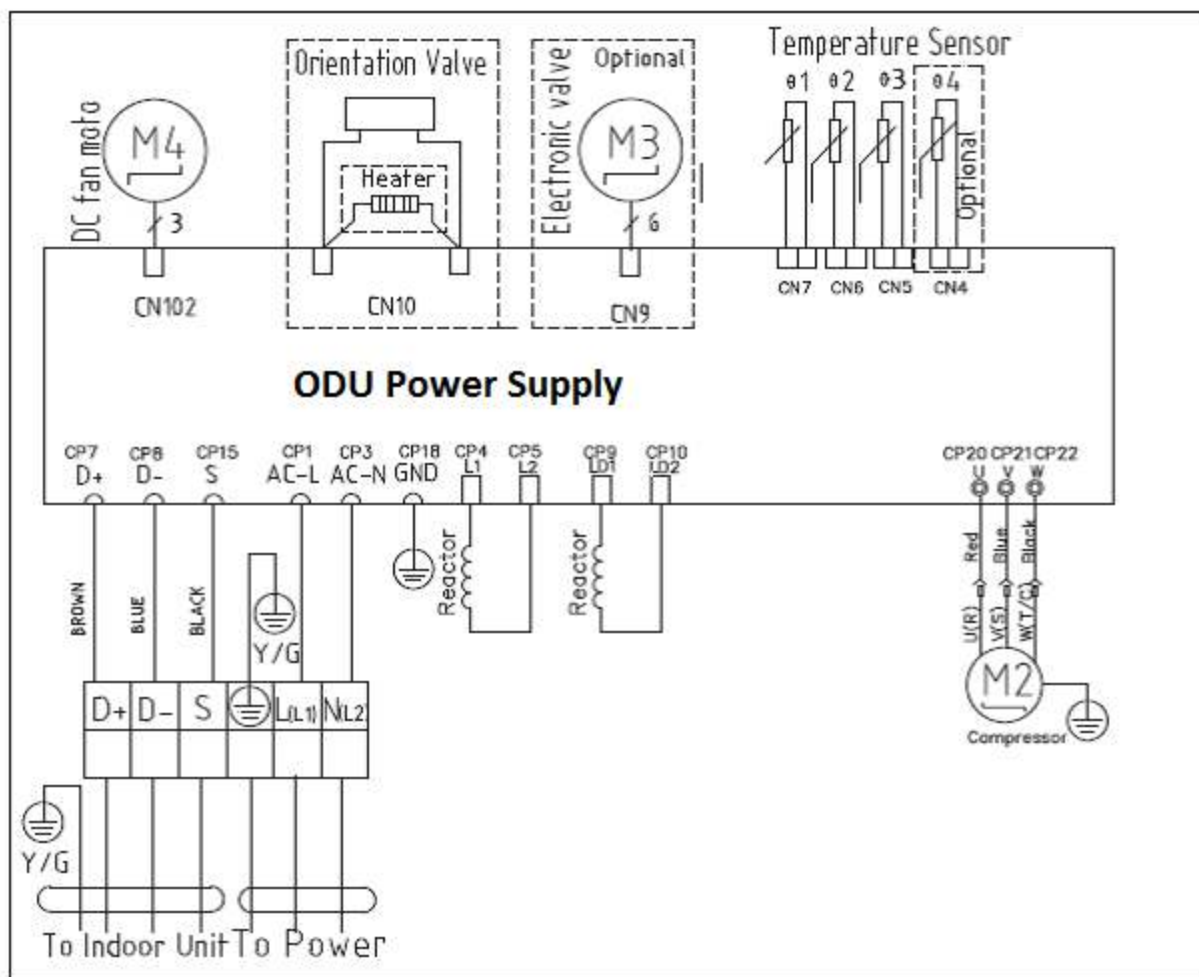 Temperature Sensor
Orientation Valve
Optional
θ1 θ2 θ3 θ4
DC fan moto
M4
Heater
Electronic valve
M3
Optional
3
6
CN102
CN10
CN9
CN7 CN6 CN5 CN4
ODU Power Supply
CP7 CP8 CP15 CP1 CP3 CP18 CP4 CP5 CP9 CP10
D+ D- S AC-L AC-N GND L1 L2 LD1 LD2
CP20 CP21 CP22
U V W
BROWN
BLUE
BLACK
Y/G
Reactor
Reactor
Red
Blue
Black
U(R)
V(S)
W(T/C)
M2
Compressor
D+ D- S L(L1) N(L2)
Y/G
To Indoor Unit To Power